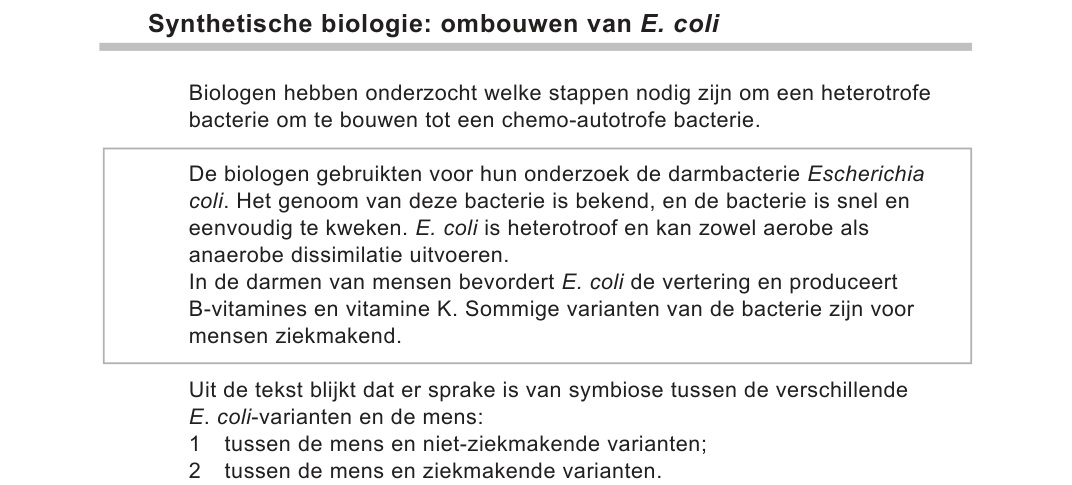 Synthetische biologie: ombouwen van E. coli
Biologen hebben onderzocht welke stappen nodig zijn om een heterotrofe
bacterie om te bouwen tot een chemo-autotrofe bacterie.
De biologen gebruikten voor hun onderzoek de darmbacterie Escherichia
coli. Het genoom van deze bacterie is bekend, en de bacterie is snel en
eenvoudig te kweken. E. coli is heterotroof en kan zowel aerobe als
anaerobe dissimilatie uitvoeren.
In de darmen van mensen bevordert E. coli de vertering en produceert
B-vitamines en vitamine K. Sommige varianten van de bacterie zijn voor
mensen ziekmakend.
Uit de tekst blijkt dat er sprake is van symbiose tussen de verschillende
E. coli-varianten en de mens:
1 tussen de mens en niet-ziekmakende varianten;
2 tussen de mens en ziekmakende varianten.